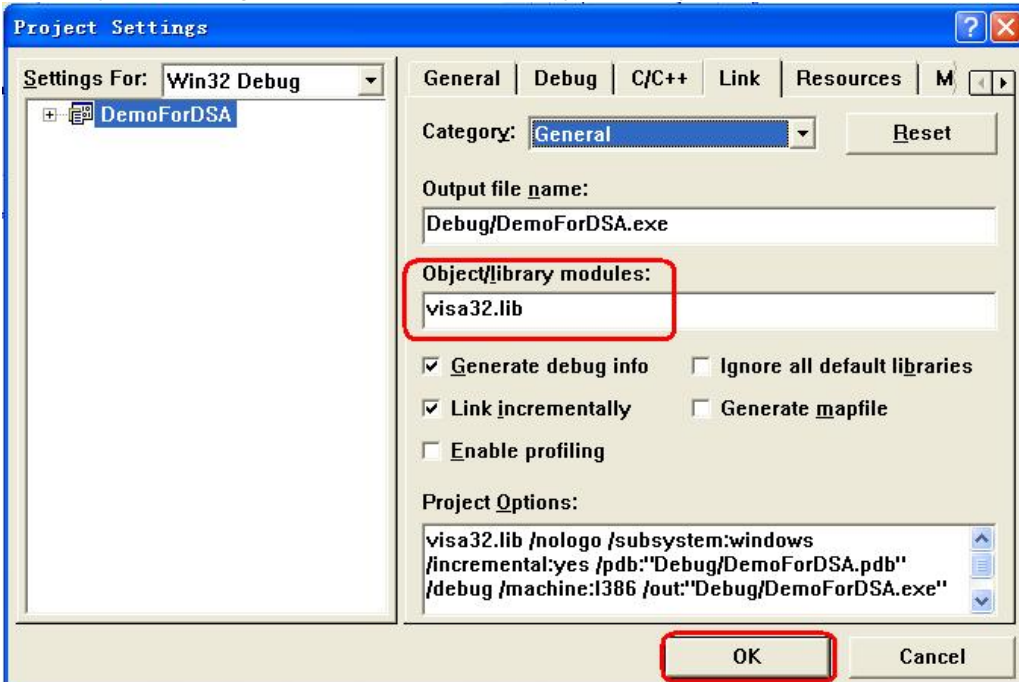 Project Settings
Settings For: Win32 Debug
DemoForDSA
General Debug C/C++ Link Resources M
Category: General Reset
Output file name:
Debug/DemoForDSA.exe
Object/library modules:
visa32.lib
Generate debug info Ignore all default libraries
Link incrementally Generate mapfile
Enable profiling
Project Options:
visa32.lib /nologo /subsystem:windows
/incremental:yes /pdb:"Debug/DemoForDSA.pdb"
/debug /machine:I386 /out:"Debug/DemoForDSA.exe"
OK Cancel